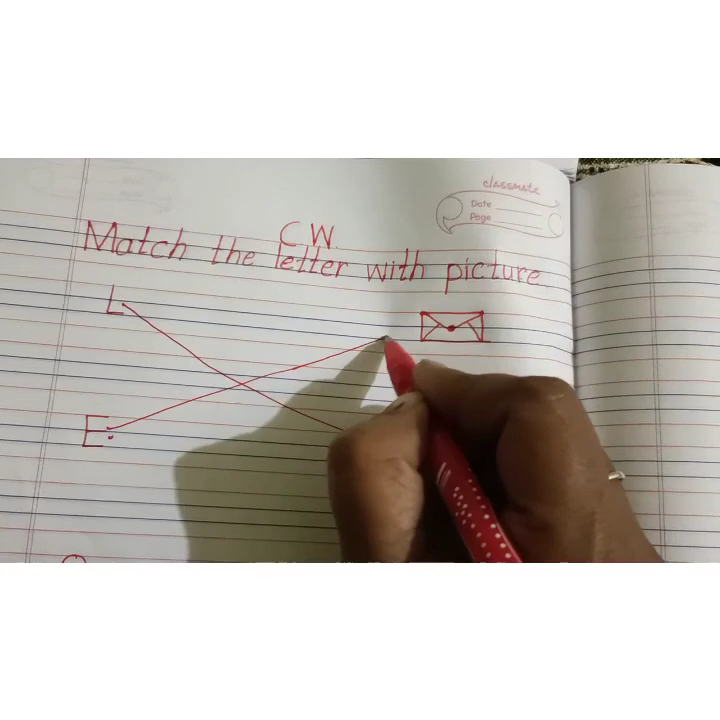 classmate
Date
Page
C W.
Match the letter with picture
L
E